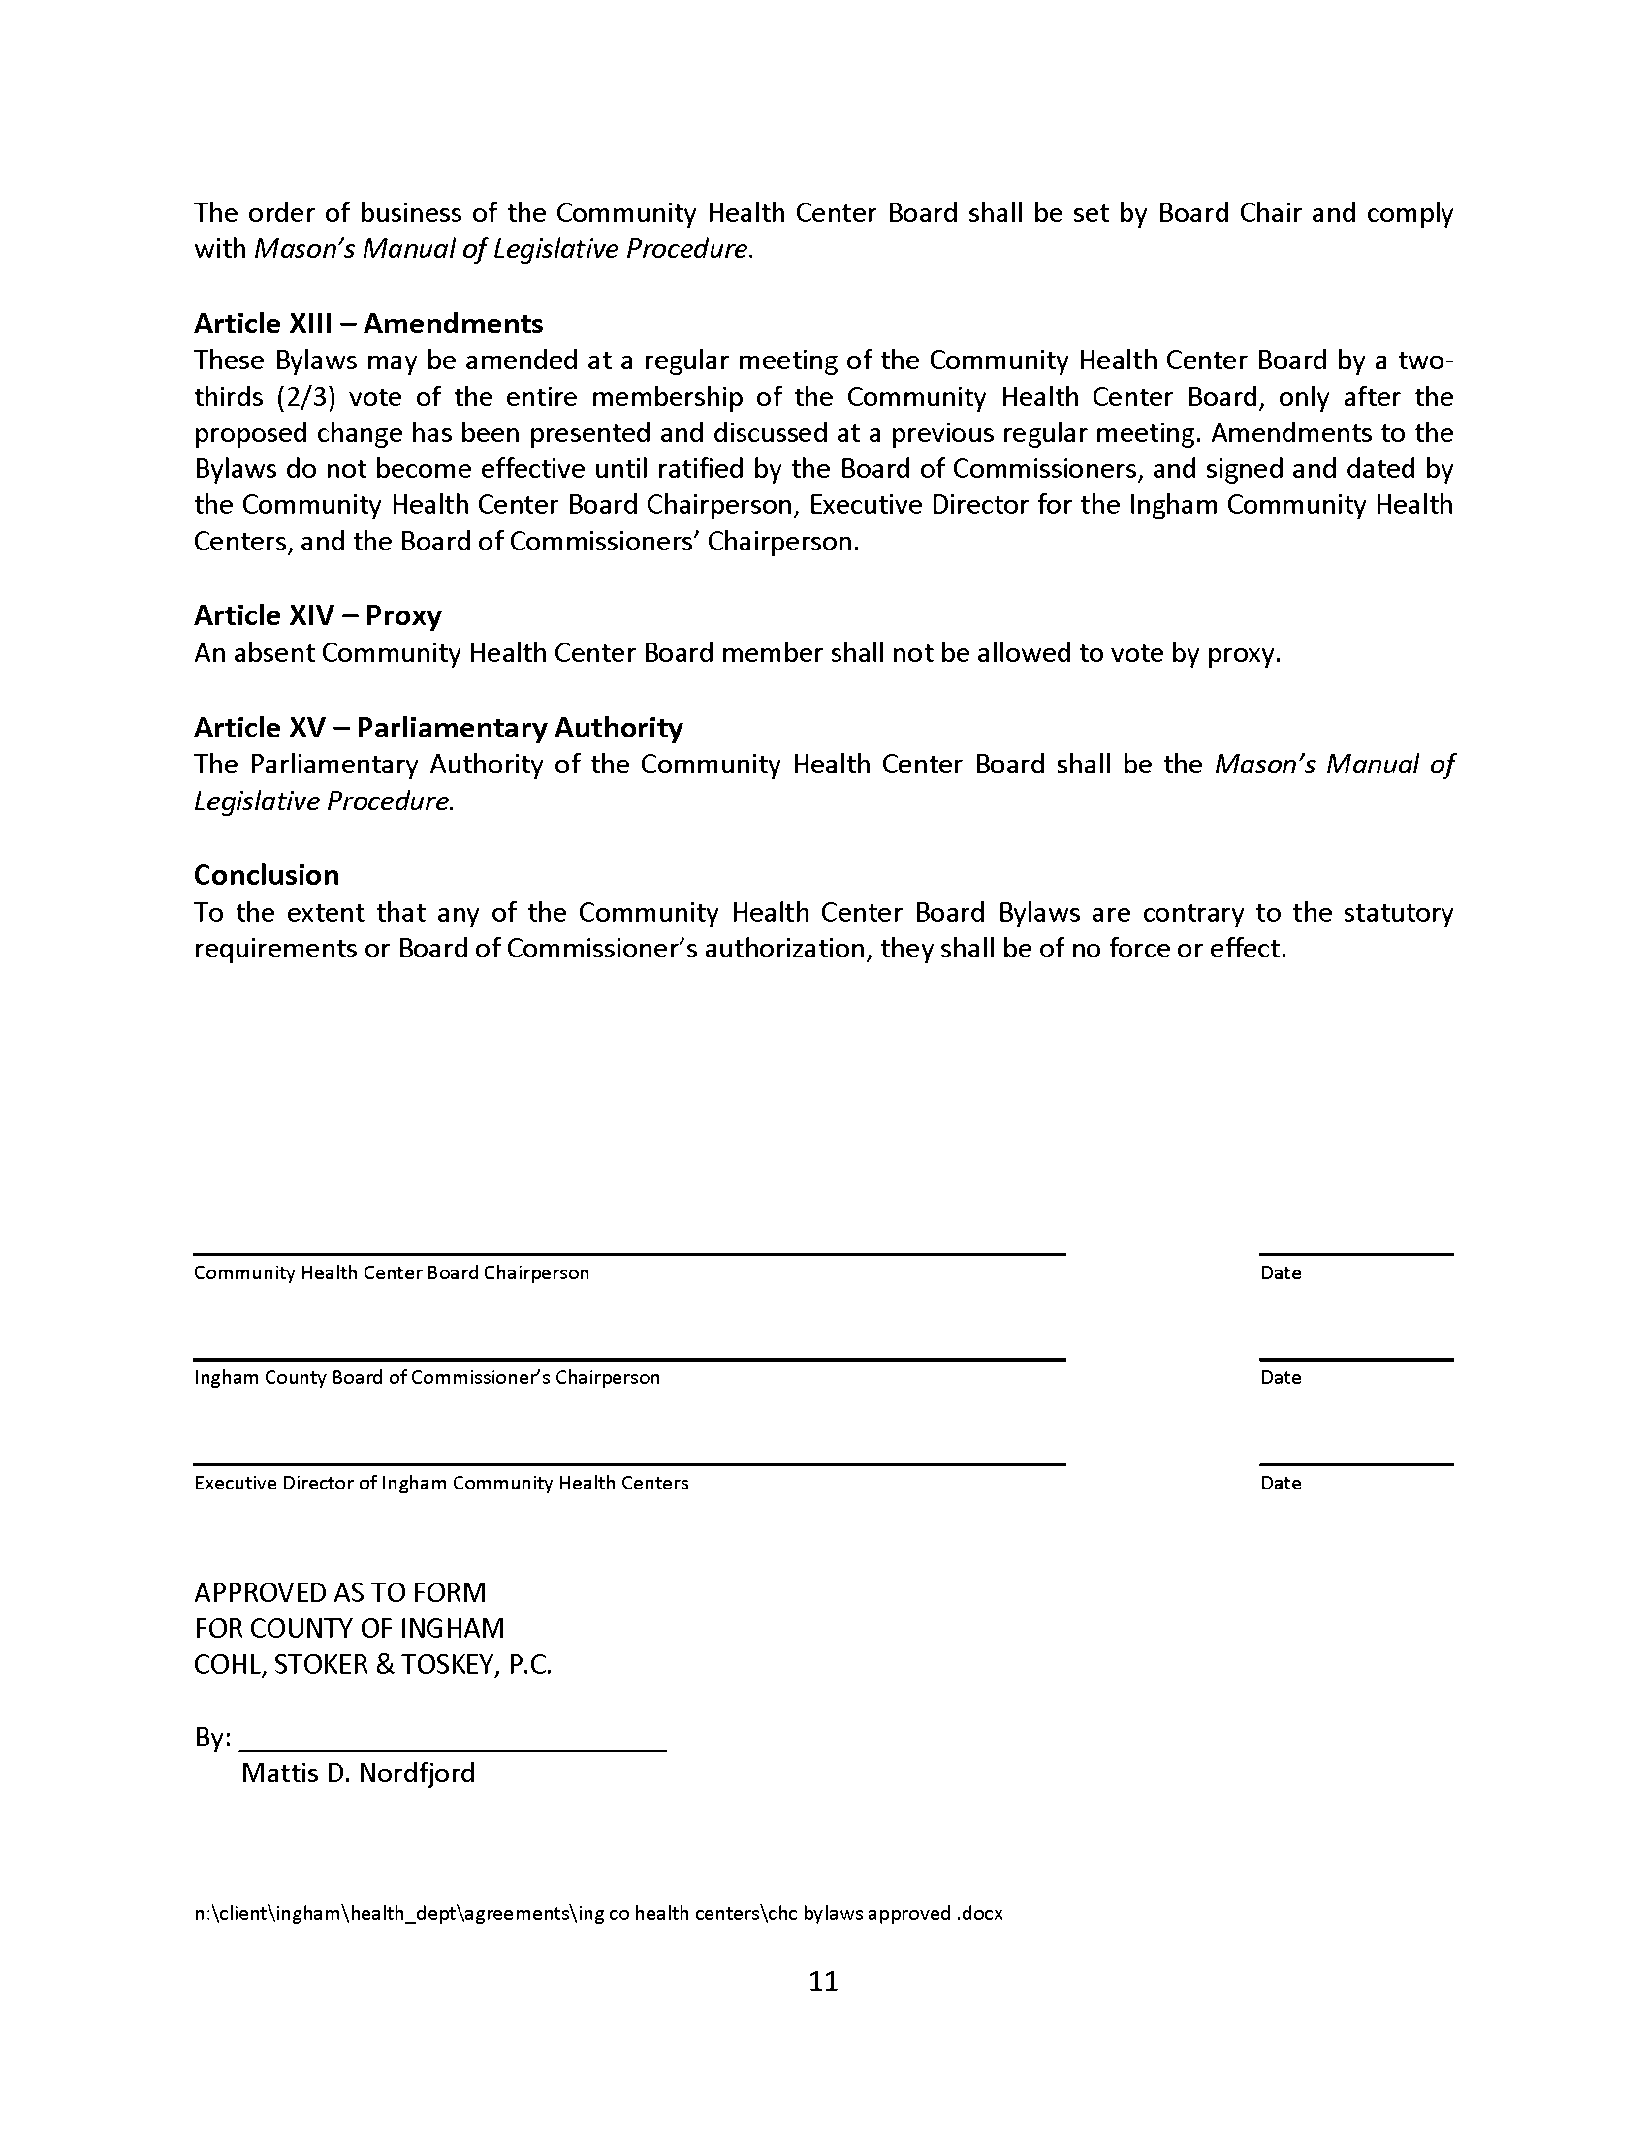 The order of business of the Community Health Center Board shall be set by Board Chair and comply
with Mason’s Manual of Legislative Procedure.
Article XIII – Amendments
These Bylaws may be amended at a regular meeting of the Community Health Center Board by a two-
thirds (2/3) vote of the entire membership of the Community Health Center Board, only after the
proposed change has been presented and discussed at a previous regular meeting. Amendments to the
Bylaws do not become effective until ratified by the Board of Commissioners, and signed and dated by
the Community Health Center Board Chairperson, Executive Director for the Ingham Community Health
Centers, and the Board of Commissioners’ Chairperson.
Article XIV – Proxy
An absent Community Health Center Board member shall not be allowed to vote by proxy.
Article XV – Parliamentary Authority
The Parliamentary Authority of the Community Health Center Board shall be the Mason’s Manual of
Legislative Procedure.
Conclusion
To the extent that any of the Community Health Center Board Bylaws are contrary to the statutory
requirements or Board of Commissioner’s authorization, they shall be of no force or effect.
Community Health Center Board Chairperson Date
Ingham County Board of Commissioner’s Chairperson Date
Executive Director of Ingham Community Health Centers Date
APPROVED AS TO FORM
FOR COUNTY OF INGHAM
COHL, STOKER & TOSKEY, P.C.
By: ______________________________
Mattis D. Nordfjord
n:\client\ingham\health_dept\agreements\ing co health centers\chc bylaws approved .docx
11